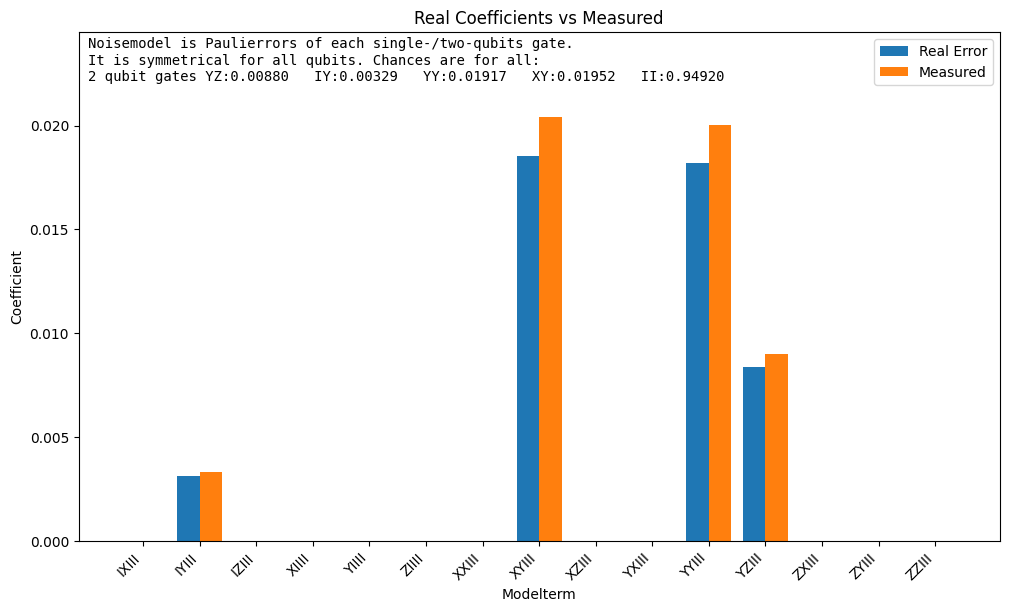 Real Coefficients vs Measured
Noisemodel is Paulierrors of each single-/two-qubits gate.
It is symmetrical for all qubits. Chances are for all:
2 qubit gates YZ:0.00880   IY:0.00329   YY:0.01917   XY:0.01952   II:0.94920
Real Error
Measured
Coefficient
0.020
0.015
0.010
0.005
0.000
IXIII
IYIII
IZIII
XIIII
YIIII
ZIIII
XXIII
XYIII
XZIII
YXIII
YYIII
YZIII
ZXIII
ZYIII
ZZIII
Modelterm